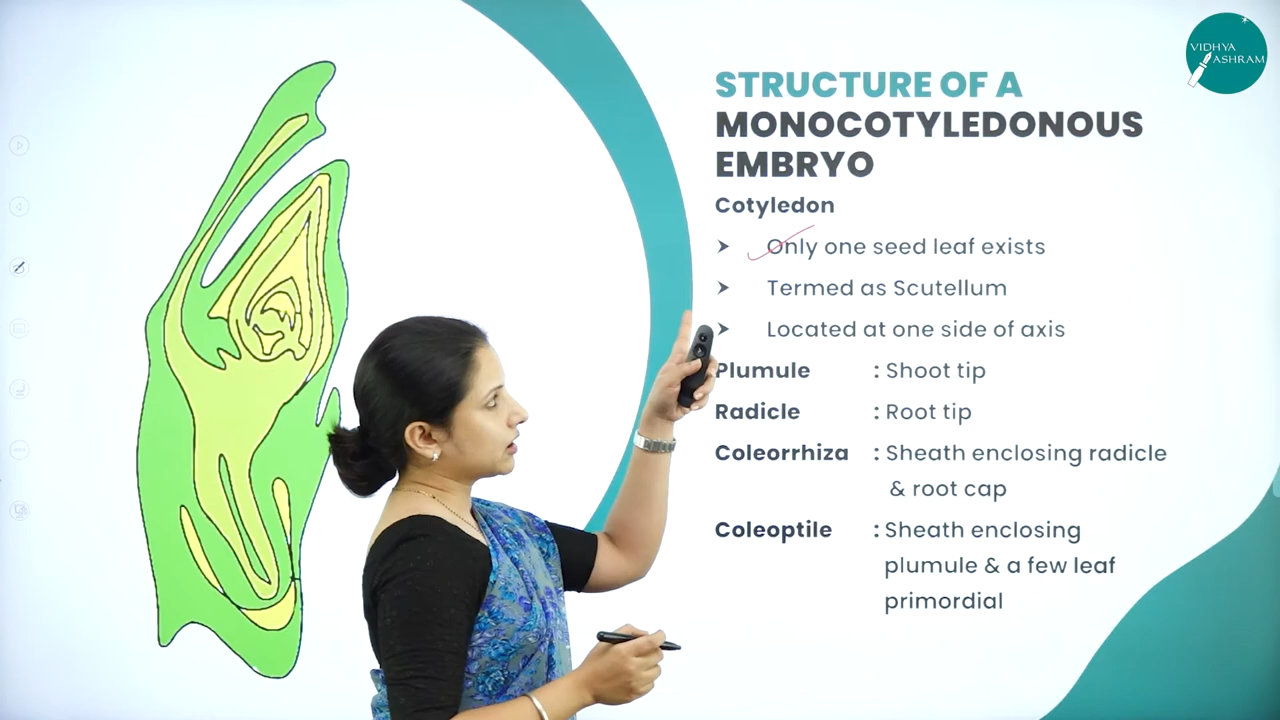 VIDHYA
ASHRAM
STRUCTURE OF A
MONOCOTYLEDONOUS
EMBRYO
Cotyledon
➤ Only one seed leaf exists
➤ Termed as Scutellum
➤ Located at one side of axis
Plumule : Shoot tip
Radicle : Root tip
Coleorrhiza : Sheath enclosing radicle
& root cap
Coleoptile : Sheath enclosing
plumule & a few leaf
primordial